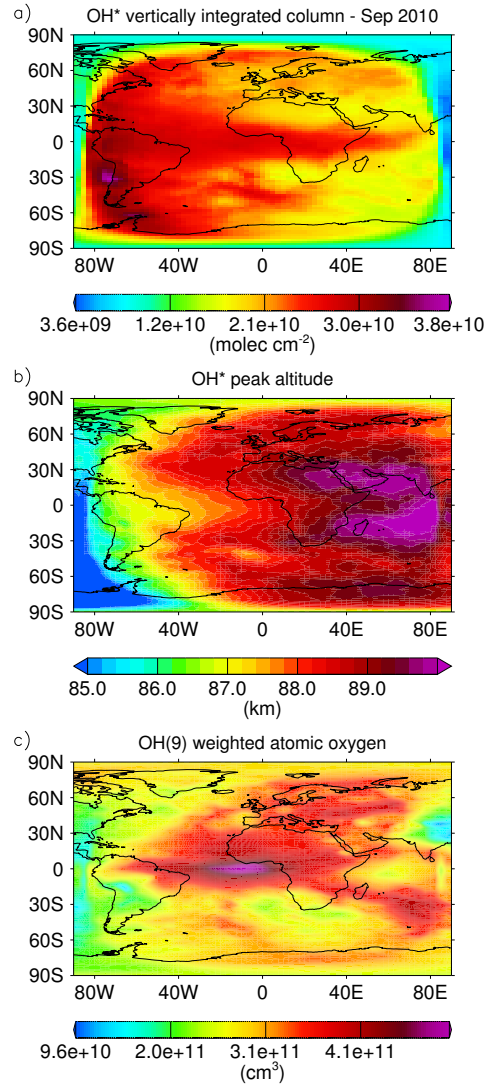 a)
OH* vertically integrated column - Sep 2010
90N
60N
30N
0
30S
60S
90S
80W 40W 0 40E 80E
3.6e+09 1.2e+10 2.1e+10 3.0e+10 3.8e+10
(molec cm⁻²)
b)
OH* peak altitude
90N
60N
30N
0
30S
60S
90S
80W 40W 0 40E 80E
85.0 86.0 87.0 88.0 89.0
(km)
c)
OH(9) weighted atomic oxygen
90N
60N
30N
0
30S
60S
90S
80W 40W 0 40E 80E
9.6e+10 2.0e+11 3.1e+11 4.1e+11
(cm³)